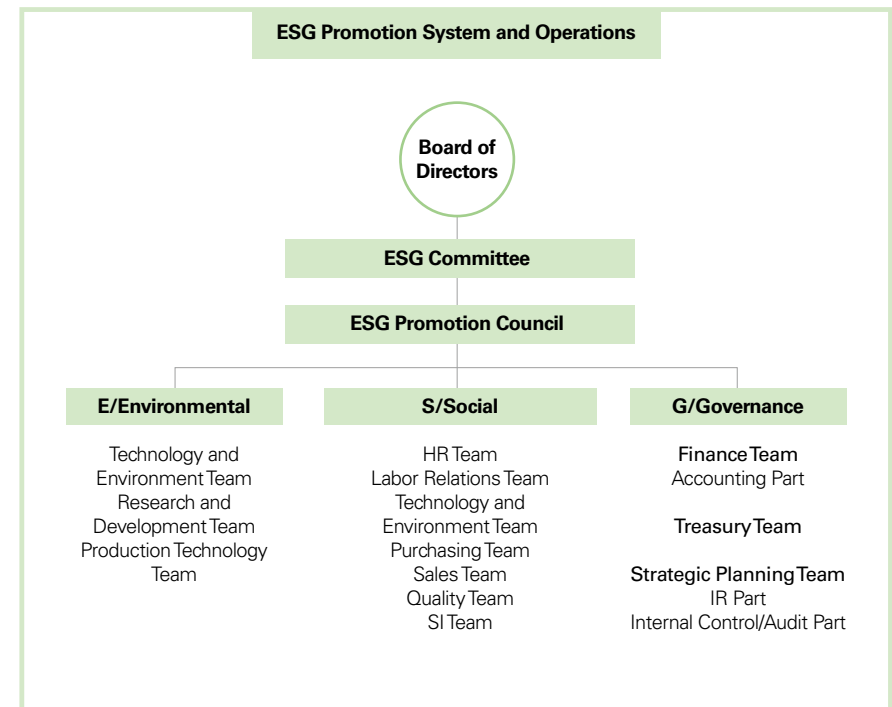 ESG Promotion System and Operations
Board of
Directors
ESG Committee
ESG Promotion Council
E/Environmental
Technology and
Environment Team
Research and
Development Team
Production Technology
Team
S/Social
HR Team
Labor Relations Team
Technology and
Environment Team
Purchasing Team
Sales Team
Quality Team
SI Team
G/Governance
Finance Team
Accounting Part
Treasury Team
Strategic Planning Team
IR Part
Internal Control/Audit Part